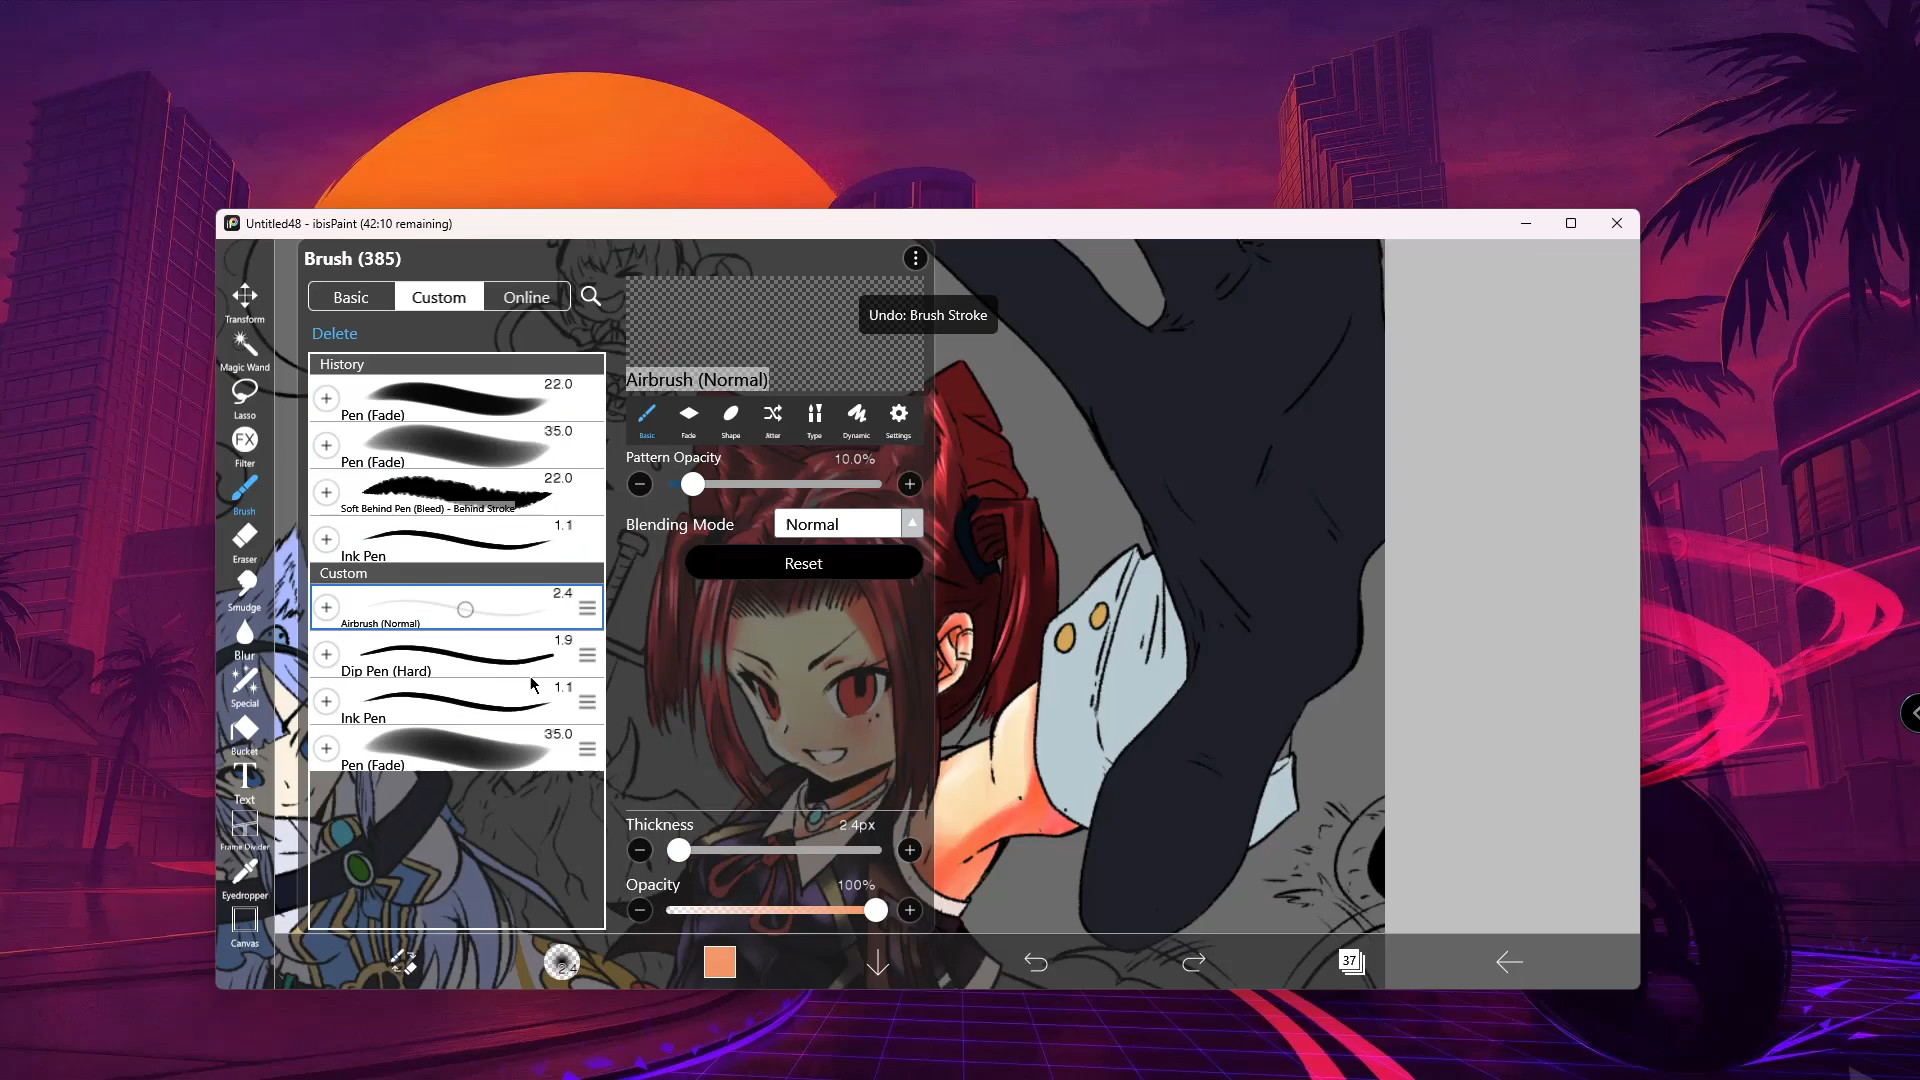 Untitled48 - ibisPaint (42:10 remaining)
Brush (385)
Basic
Custom
Online
Delete
Undo: Brush Stroke
Transform
Magic Wand
Lasso
FX
Filter
Brush
Eraser
Smudge
Blur
Special
Bucket
T
Text
Frame Divider
Eyedropper
Canvas
History
22.0
Pen (Fade)
35.0
Pen (Fade)
22.0
Soft Behind Pen (Bleed) - Behind Stroke
1.1
Ink Pen
Custom
2.4
Airbrush (Normal)
1.9
Dip Pen (Hard)
1.1
Ink Pen
35.0
Pen (Fade)
Airbrush (Normal)
Basic
Fade
Shape
Jitter
Type
Dynamic
Settings
Pattern Opacity
10.0%
Blending Mode
Normal
Reset
Thickness
2.4px
Opacity
100%
2.4
37